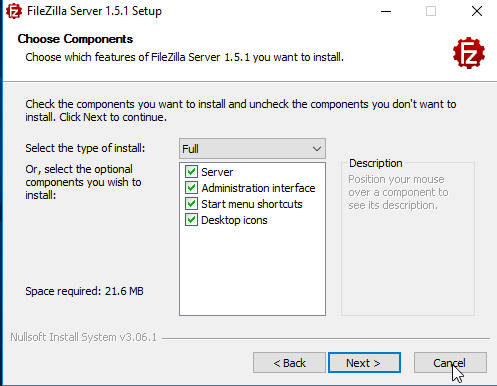 FileZilla Server 1.5.1 Setup
Choose Components
Choose which features of FileZilla Server 1.5.1 you want to install.
Fz
Check the components you want to install and uncheck the components you don't want to
install. Click Next to continue.
Select the type of install:
Full
Or, select the optional
components you wish to
install:
Server
Administration interface
Start menu shortcuts
Desktop icons
Description
Position your mouse
over a component to
see its description.
Space required: 21.6 MB
Nullsoft Install System v3.06.1
< Back
Next >
Cancel